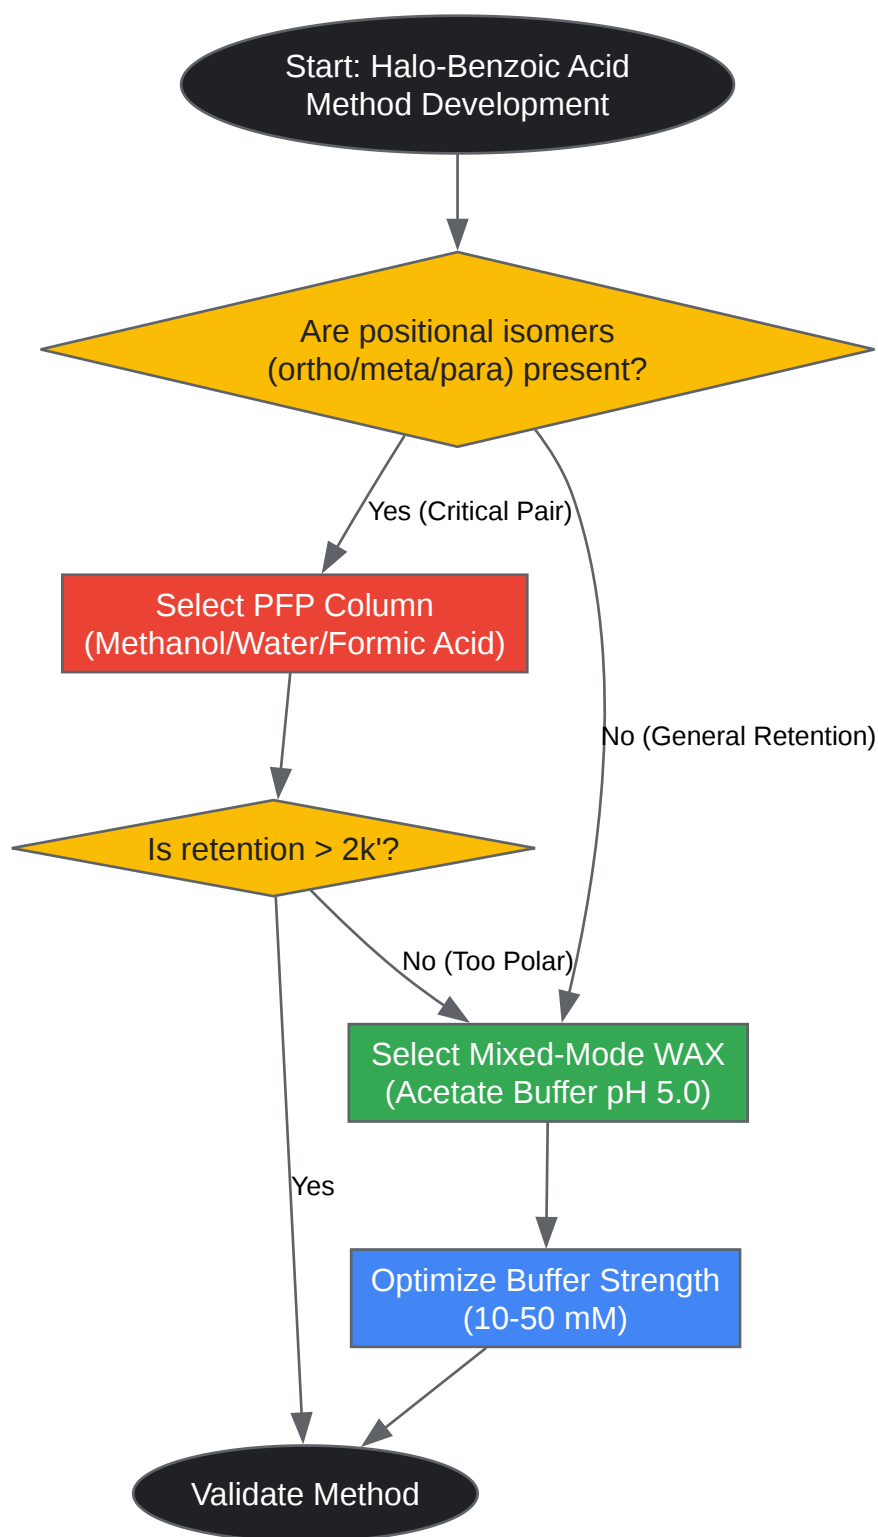 Start: Halo-Benzoic Acid
Method Development
Are positional isomers
(ortho/meta/para) present?
Yes (Critical Pair)
Select PFP Column
(Methanol/Water/Formic Acid)
No (General Retention)
Is retention > 2k'?
No (Too Polar)
Select Mixed-Mode WAX
(Acetate Buffer pH 5.0)
Yes
Optimize Buffer Strength
(10-50 mM)
Validate Method